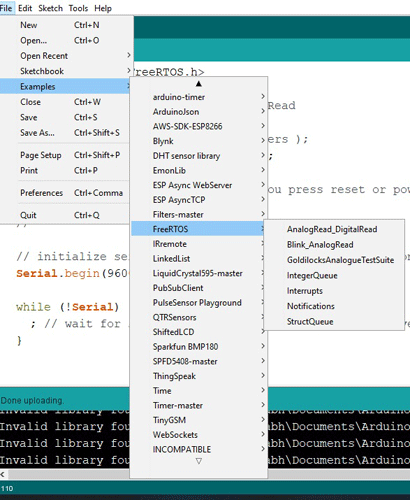 File Edit Sketch Tools Help
New Ctrl+N
Open... Ctrl+O
Open Recent
Sketchbook
Examples
Close Ctrl+W
Save Ctrl+S
Save As... Ctrl+Shift+S
Page Setup Ctrl+Shift+P
Print Ctrl+P
Preferences Ctrl+Comma
Quit Ctrl+Q
arduino-timer
ArduinoJson
AWS-SDK-ESP8266
Blynk
DHT sensor library
EmonLib
ESP Async WebServer
ESP AsyncTCP
Filters-master
FreeRTOS
IRremote
LinkedList
LiquidCrystal595-master
PubSubClient
PulseSensor Playground
QTRSensors
ShiftedLCD
Sparkfun BMP180
SPFD5408-master
ThingSpeak
Time
Timer-master
TinyGSM
WebSockets
INCOMPATIBLE
AnalogRead_DigitalRead
Blink_AnalogRead
GoldilocksAnalogueTestSuite
IntegerQueue
Interrupts
Notifications
StructQueue
reeRTOS.h>
Read
ers );
;
ou press reset or pow
//
// initialize se
Serial.begin(960
while (!Serial)
; // wait for
}
Done uploading.
Invalid library fou abh\Documents\Arduino
Invalid library fou abh\Documents\Arduino
Invalid library fou abh\Documents\Arduino
Invalid library fou abh\Documents\Arduino
110